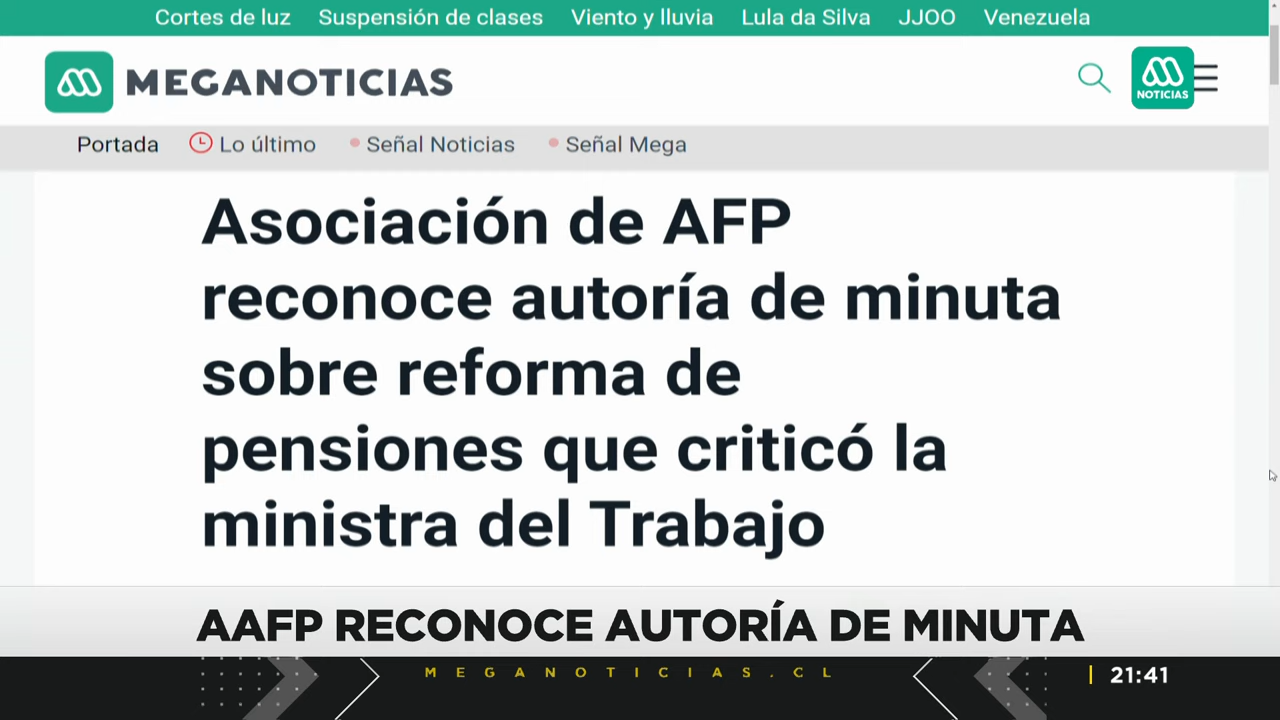 Cortes de luz Suspensión de clases Viento y lluvia Lula da Silva JJOO Venezuela
MEGANOTICIAS
NOTICIAS
Portada Lo último Señal Noticias Señal Mega
Asociación de AFP
reconoce autoría de minuta
sobre reforma de
pensiones que criticó la
ministra del Trabajo
AAFP RECONOCE AUTORÍA DE MINUTA
MEGANOTICIAS.CL
21:41